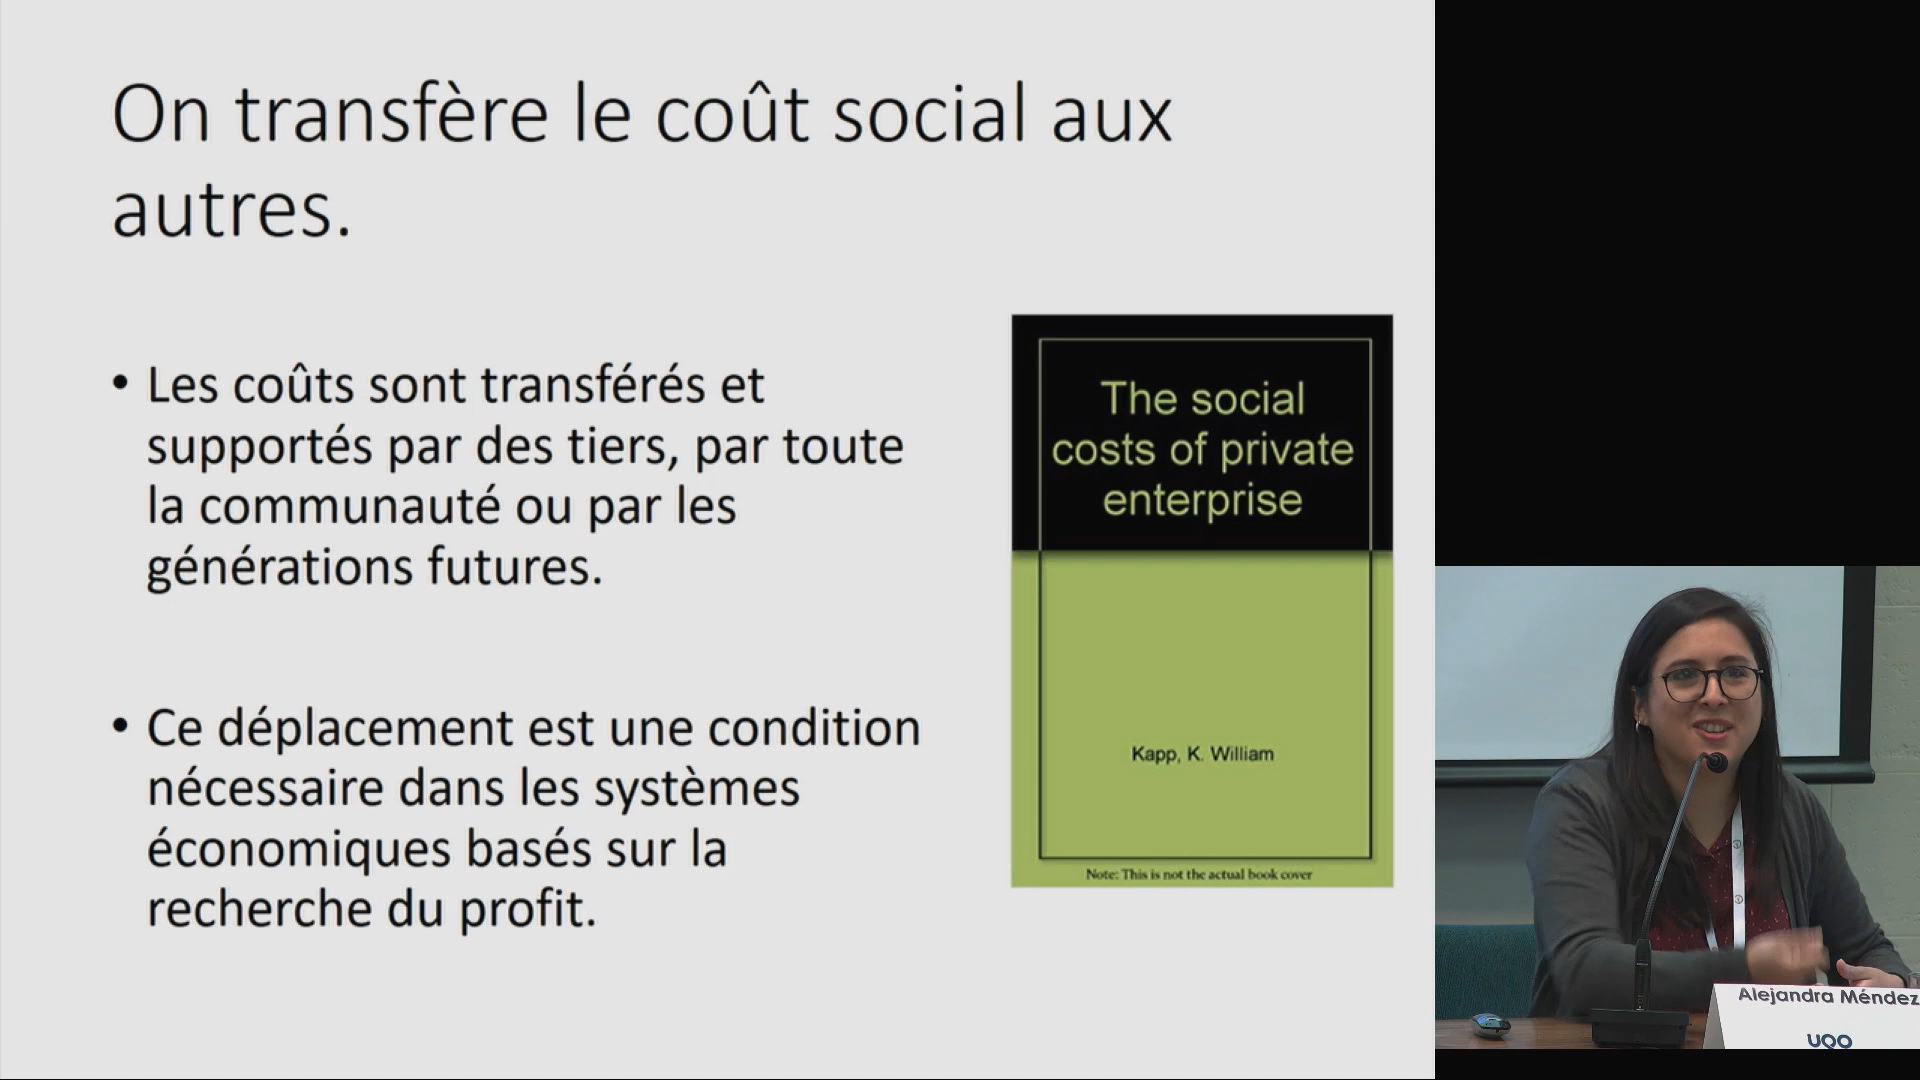 On transfère le coût social aux
autres.
• Les coûts sont transférés et
supportés par des tiers, par toute
la communauté ou par les
générations futures.
• Ce déplacement est une condition
nécessaire dans les systèmes
économiques basés sur la
recherche du profit.
The social
costs of private
enterprise
Kapp, K. William
Note: This is not the actual book cover
Alejandra Méndez
UQO